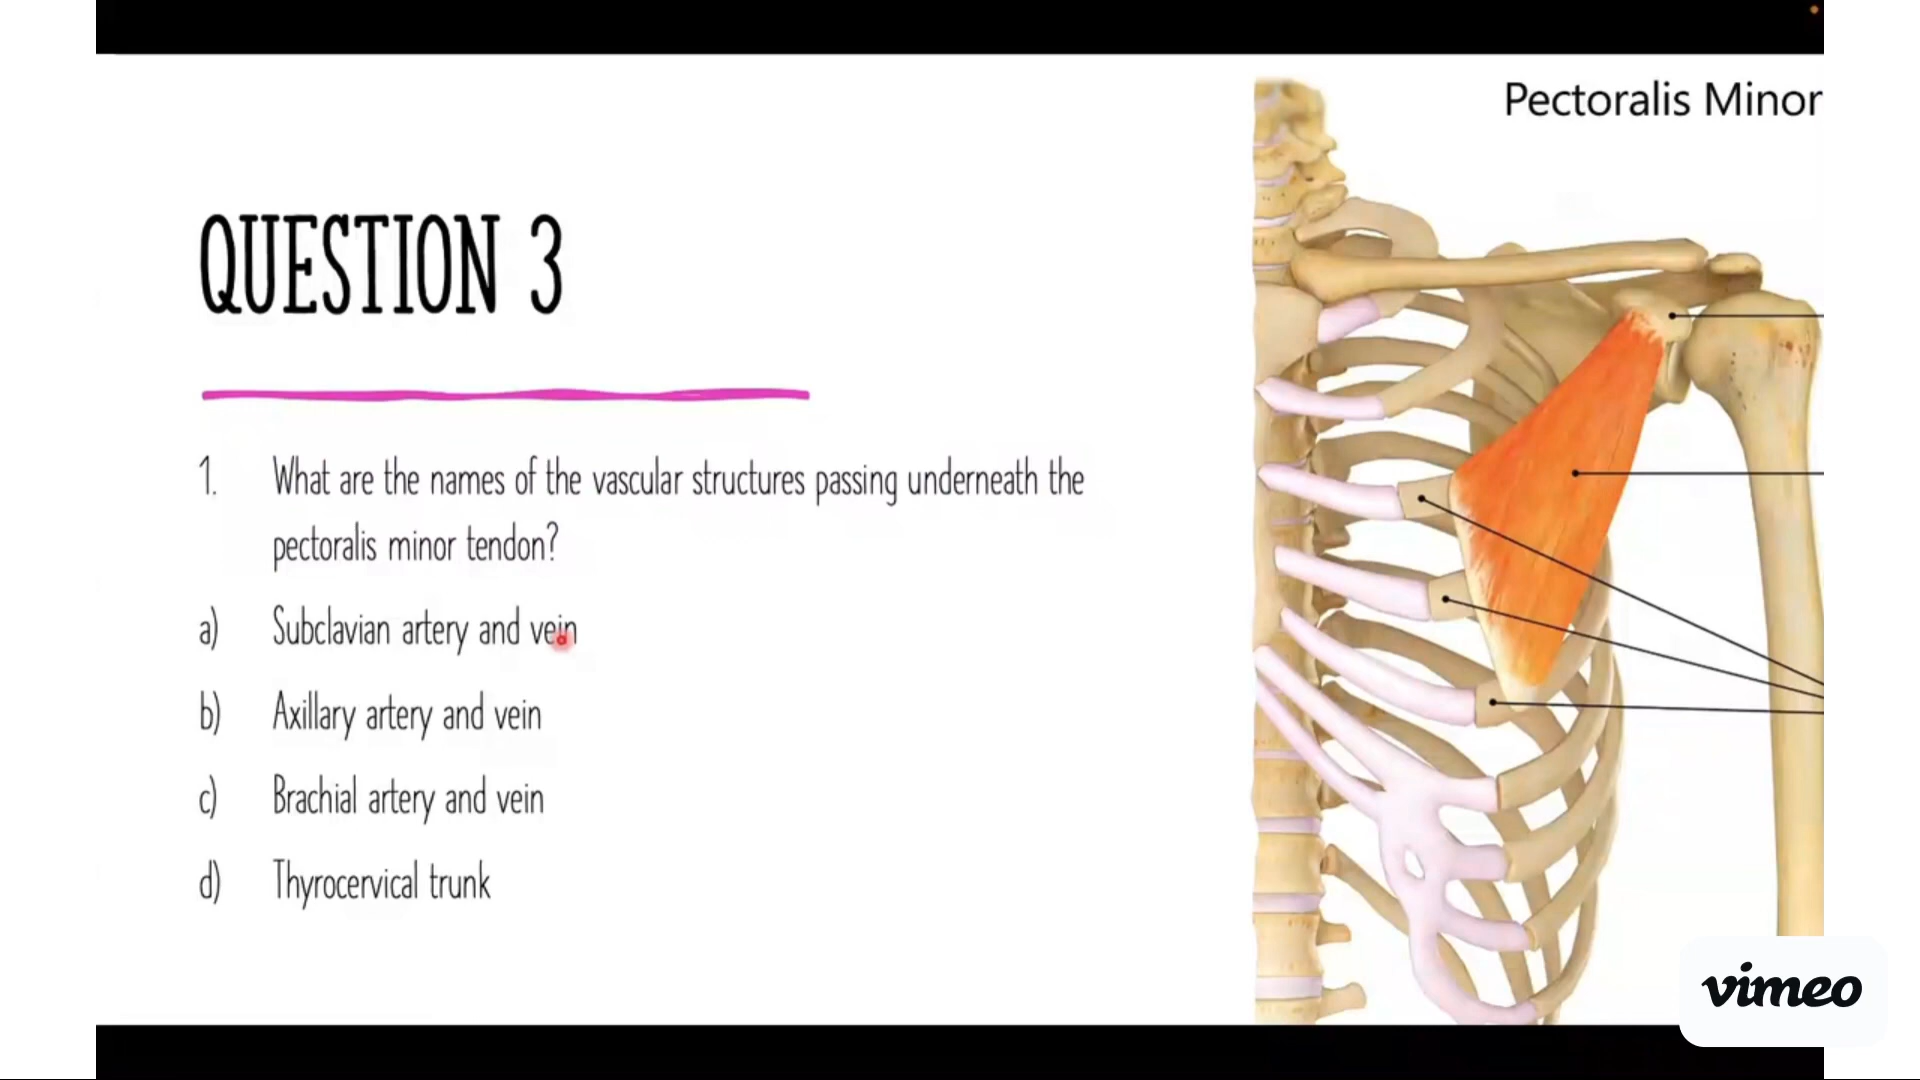 Pectoralis Minor
QUESTION 3
1. What are the names of the vascular structures passing underneath the
pectoralis minor tendon?
a) Subclavian artery and vein
b) Axillary artery and vein
c) Brachial artery and vein
d) Thyrocervical trunk
vimeo